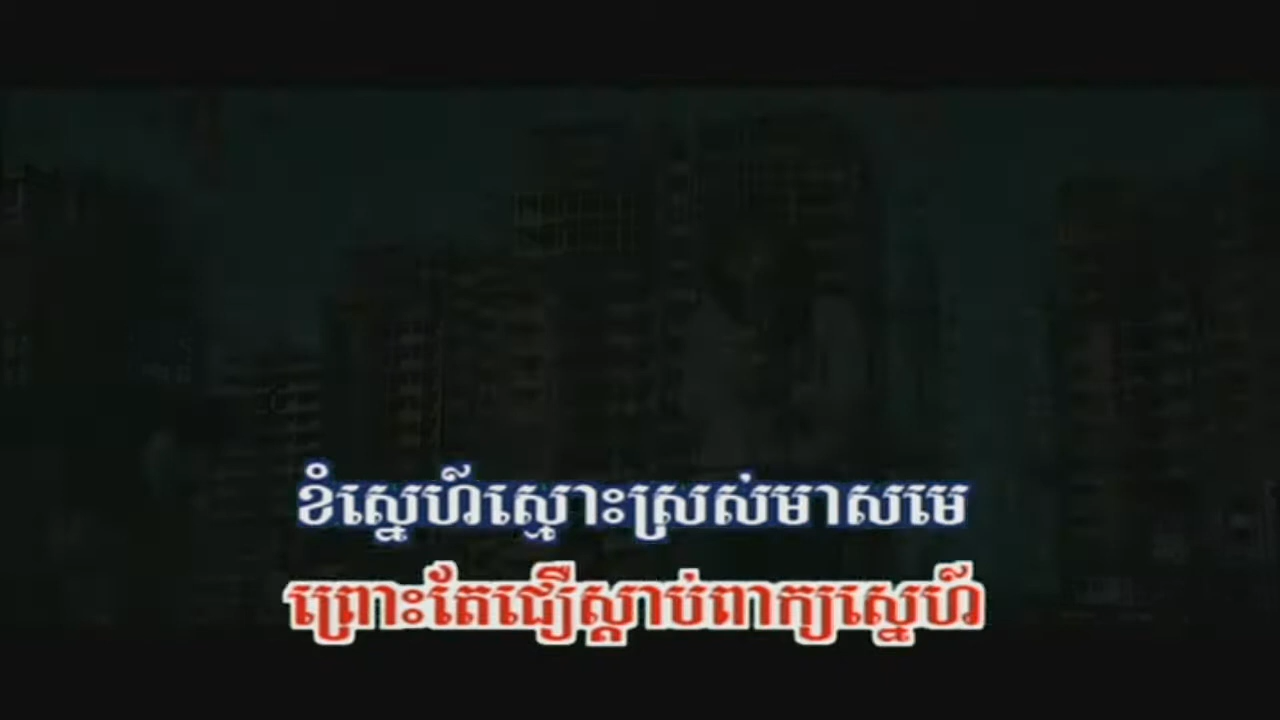 ខំស្នេហ៍ស្មោះស្រស់មាសមេ
ព្រោះតែជឿស្ដាប់ពាក្យស្នេហ៍